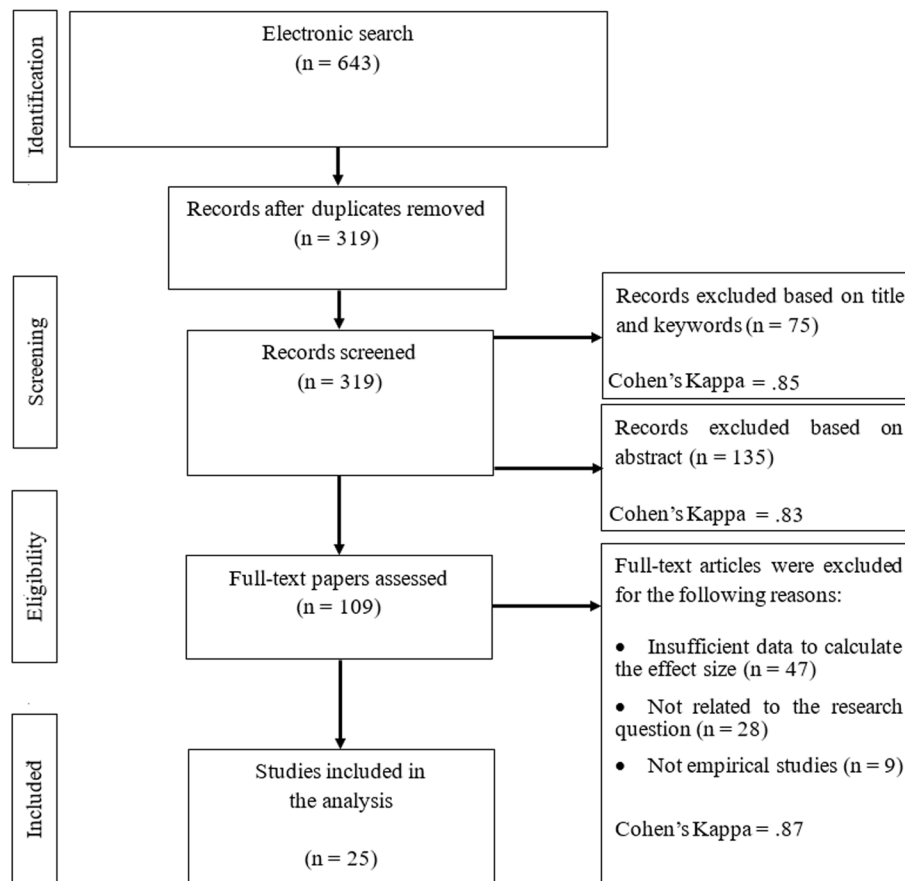 Identification
Electronic search
(n = 643)
Records after duplicates removed
(n = 319)
Screening
Records screened
(n = 319)
Records excluded based on title
and keywords (n = 75)
Cohen's Kappa = .85
Records excluded based on
abstract (n = 135)
Cohen's Kappa = .83
Eligibility
Full-text papers assessed
(n = 109)
Full-text articles were excluded
for the following reasons:
• Insufficient data to calculate
the effect size (n = 47)
• Not related to the research
question (n = 28)
• Not empirical studies (n = 9)
Cohen's Kappa = .87
Included
Studies included in
the analysis
(n = 25)